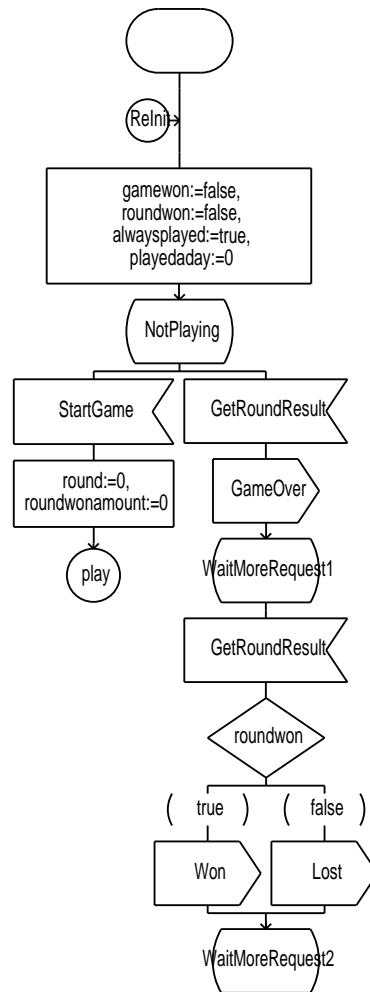 ReInit
gamewon:=false,
roundwon:=false,
alwaysplayed:=true,
playedaday:=0
NotPlaying
StartGame
GetRoundResult
round:=0,
roundwonamount:=0
GameOver
play
WaitMoreRequest1
GetRoundResult
roundwon
( true ) ( false )
Won
Lost
WaitMoreRequest2